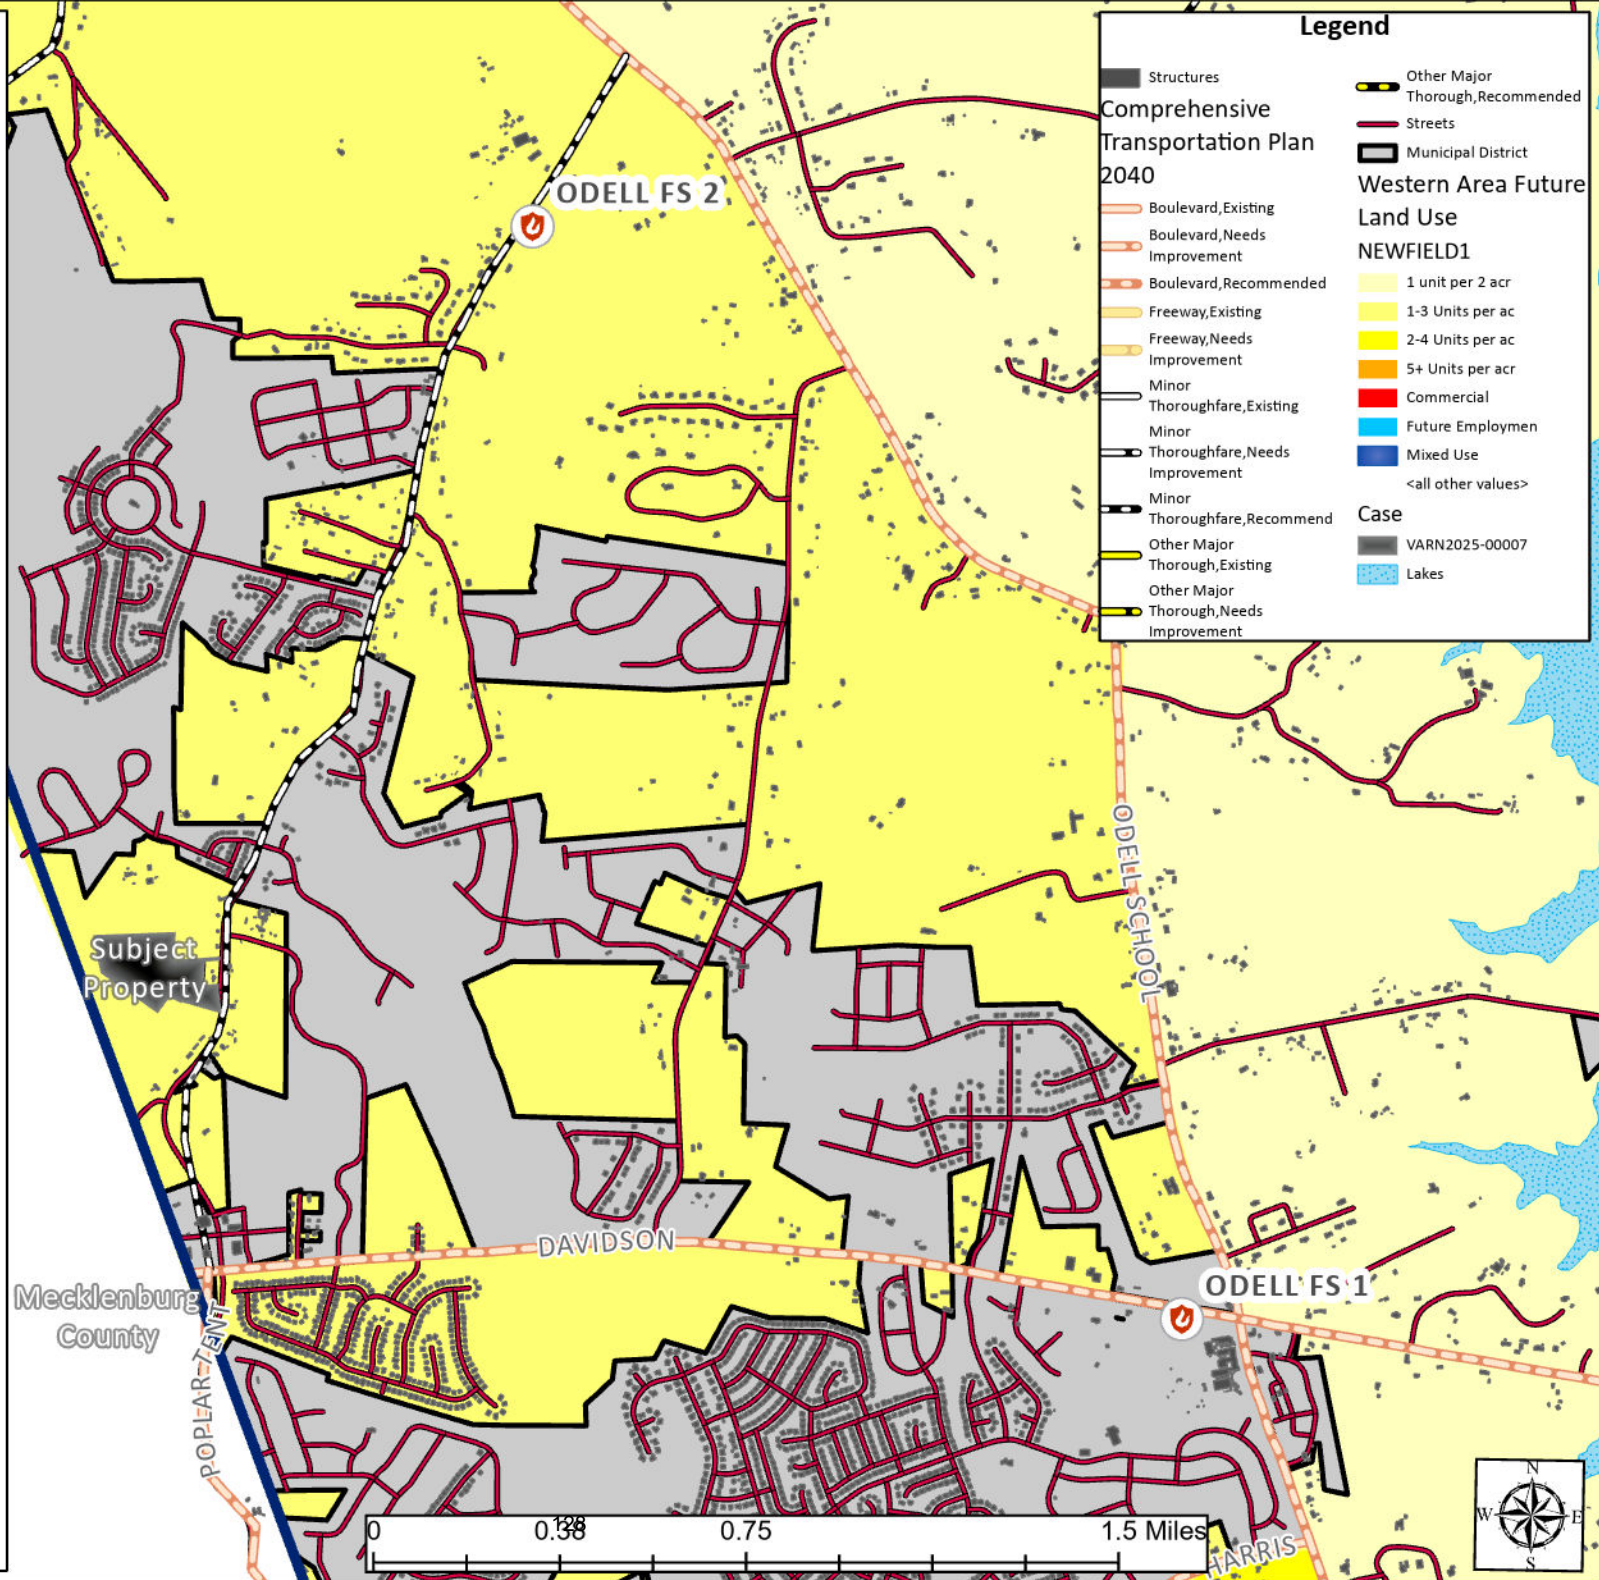 Legend
Structures
Comprehensive
Transportation Plan
2040
Boulevard,Existing
Boulevard,Needs
Improvement
Boulevard,Recommended
Freeway,Existing
Freeway,Needs
Improvement
Minor
Thoroughfare,Existing
Minor
Thoroughfare,Needs
Improvement
Minor
Thoroughfare,Recommend
Other Major
Thorough,Existing
Other Major
Thorough,Needs
Improvement
Other Major
Thorough,Recommended
Streets
Municipal District
Western Area Future
Land Use
NEWFIELD1
1 unit per 2 acr
1-3 Units per ac
2-4 Units per ac
5+ Units per acr
Commercial
Future Employmen
Mixed Use
<all other values>
Case
VARN2025-00007
Lakes
ODELL FS 2
ODELL SCHOOL
Subject
Property
DAVIDSON
ODELL FS 1
Mecklenburg
County
POPLAR TENT
HARRIS
0 0.38 0.75 1.5 Miles
128
N
W E
S